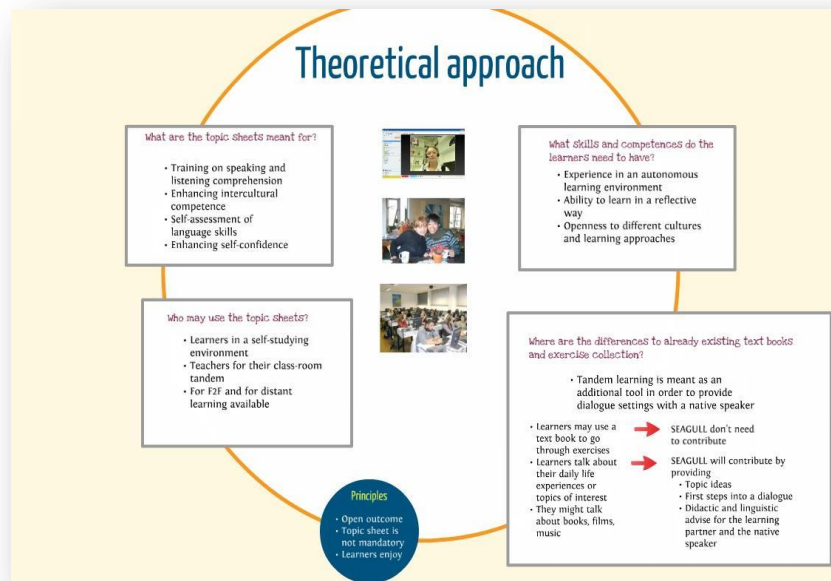 Theoretical approach
What are the topic sheets meant for?
• Training on speaking and
listening comprehension
• Enhancing intercultural
competence
• Self-assessment of
language skills
• Enhancing self-confidence
What skills and competences do the
learners need to have?
• Experience in an autonomous
learning environment
• Ability to learn in a reflective
way
• Openness to different cultures
and learning approaches
Who may use the topic sheets?
• Learners in a self-studying
environment
• Teachers for their class-room
tandem
• For F2F and for distant
learning available
Where are the differences to already existing text books
and exercise collection?
• Tandem learning is meant as an
additional tool in order to provide
dialogue settings with a native speaker
• Learners may use a
text book to go
through exercises
• Learners talk about
their daily life
experiences or
topics of interest
• They might talk
about books, films,
music
SEAGULL don't need
to contribute
SEAGULL will contribute by
providing
• Topic ideas
• First steps into a dialogue
• Didactic and linguistic
advise for the learning
partner and the native
speaker
Principles
• Open outcome
• Topic sheet is
not mandatory
• Learners enjoy